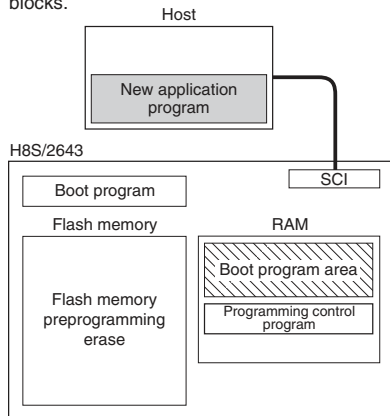 blocks.
Host
New application
program
H8S/2643
SCI
Boot program
Flash memory
RAM
Boot program area
Flash memory
preprogramming
erase
Programming control
program